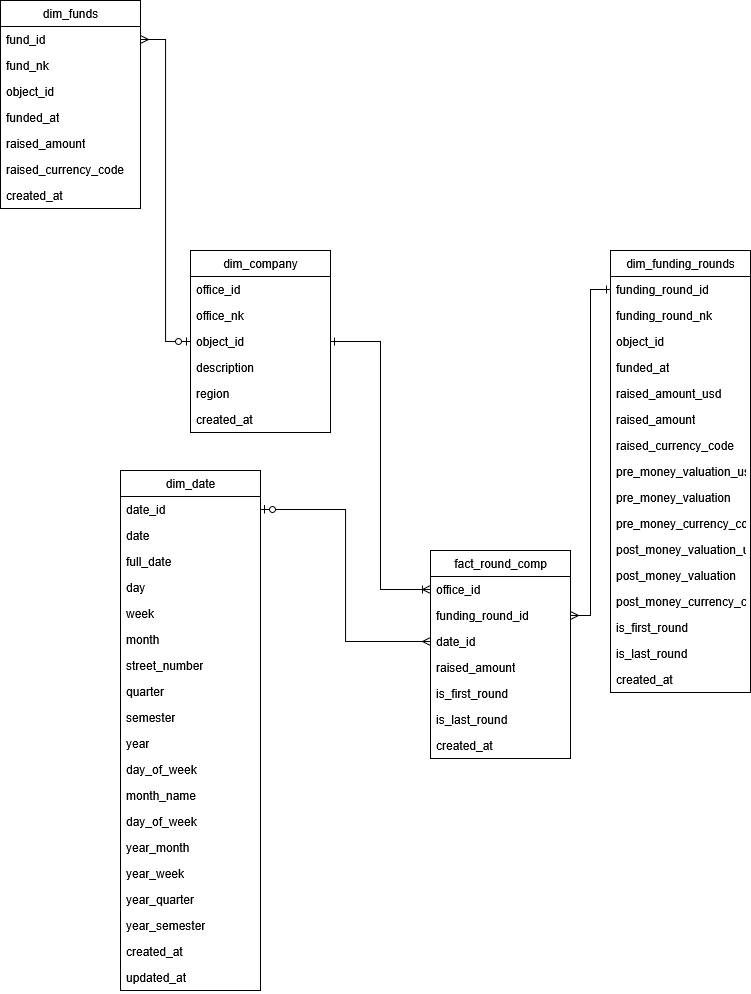 dim_funds
fund_id
fund_nk
object_id
funded_at
raised_amount
raised_currency_code
created_at
dim_company
office_id
office_nk
object_id
description
region
created_at
dim_funding_rounds
funding_round_id
funding_round_nk
object_id
funded_at
raised_amount_usd
raised_amount
raised_currency_code
pre_money_valuation_us
pre_money_valuation
pre_money_currency_co
post_money_valuation_u
post_money_valuation
post_money_currency_c
is_first_round
is_last_round
created_at
dim_date
date_id
date
full_date
day
week
month
street_number
quarter
semester
year
day_of_week
month_name
day_of_week
year_month
year_week
year_quarter
year_semester
created_at
updated_at
fact_round_comp
office_id
funding_round_id
date_id
raised_amount
is_first_round
is_last_round
created_at